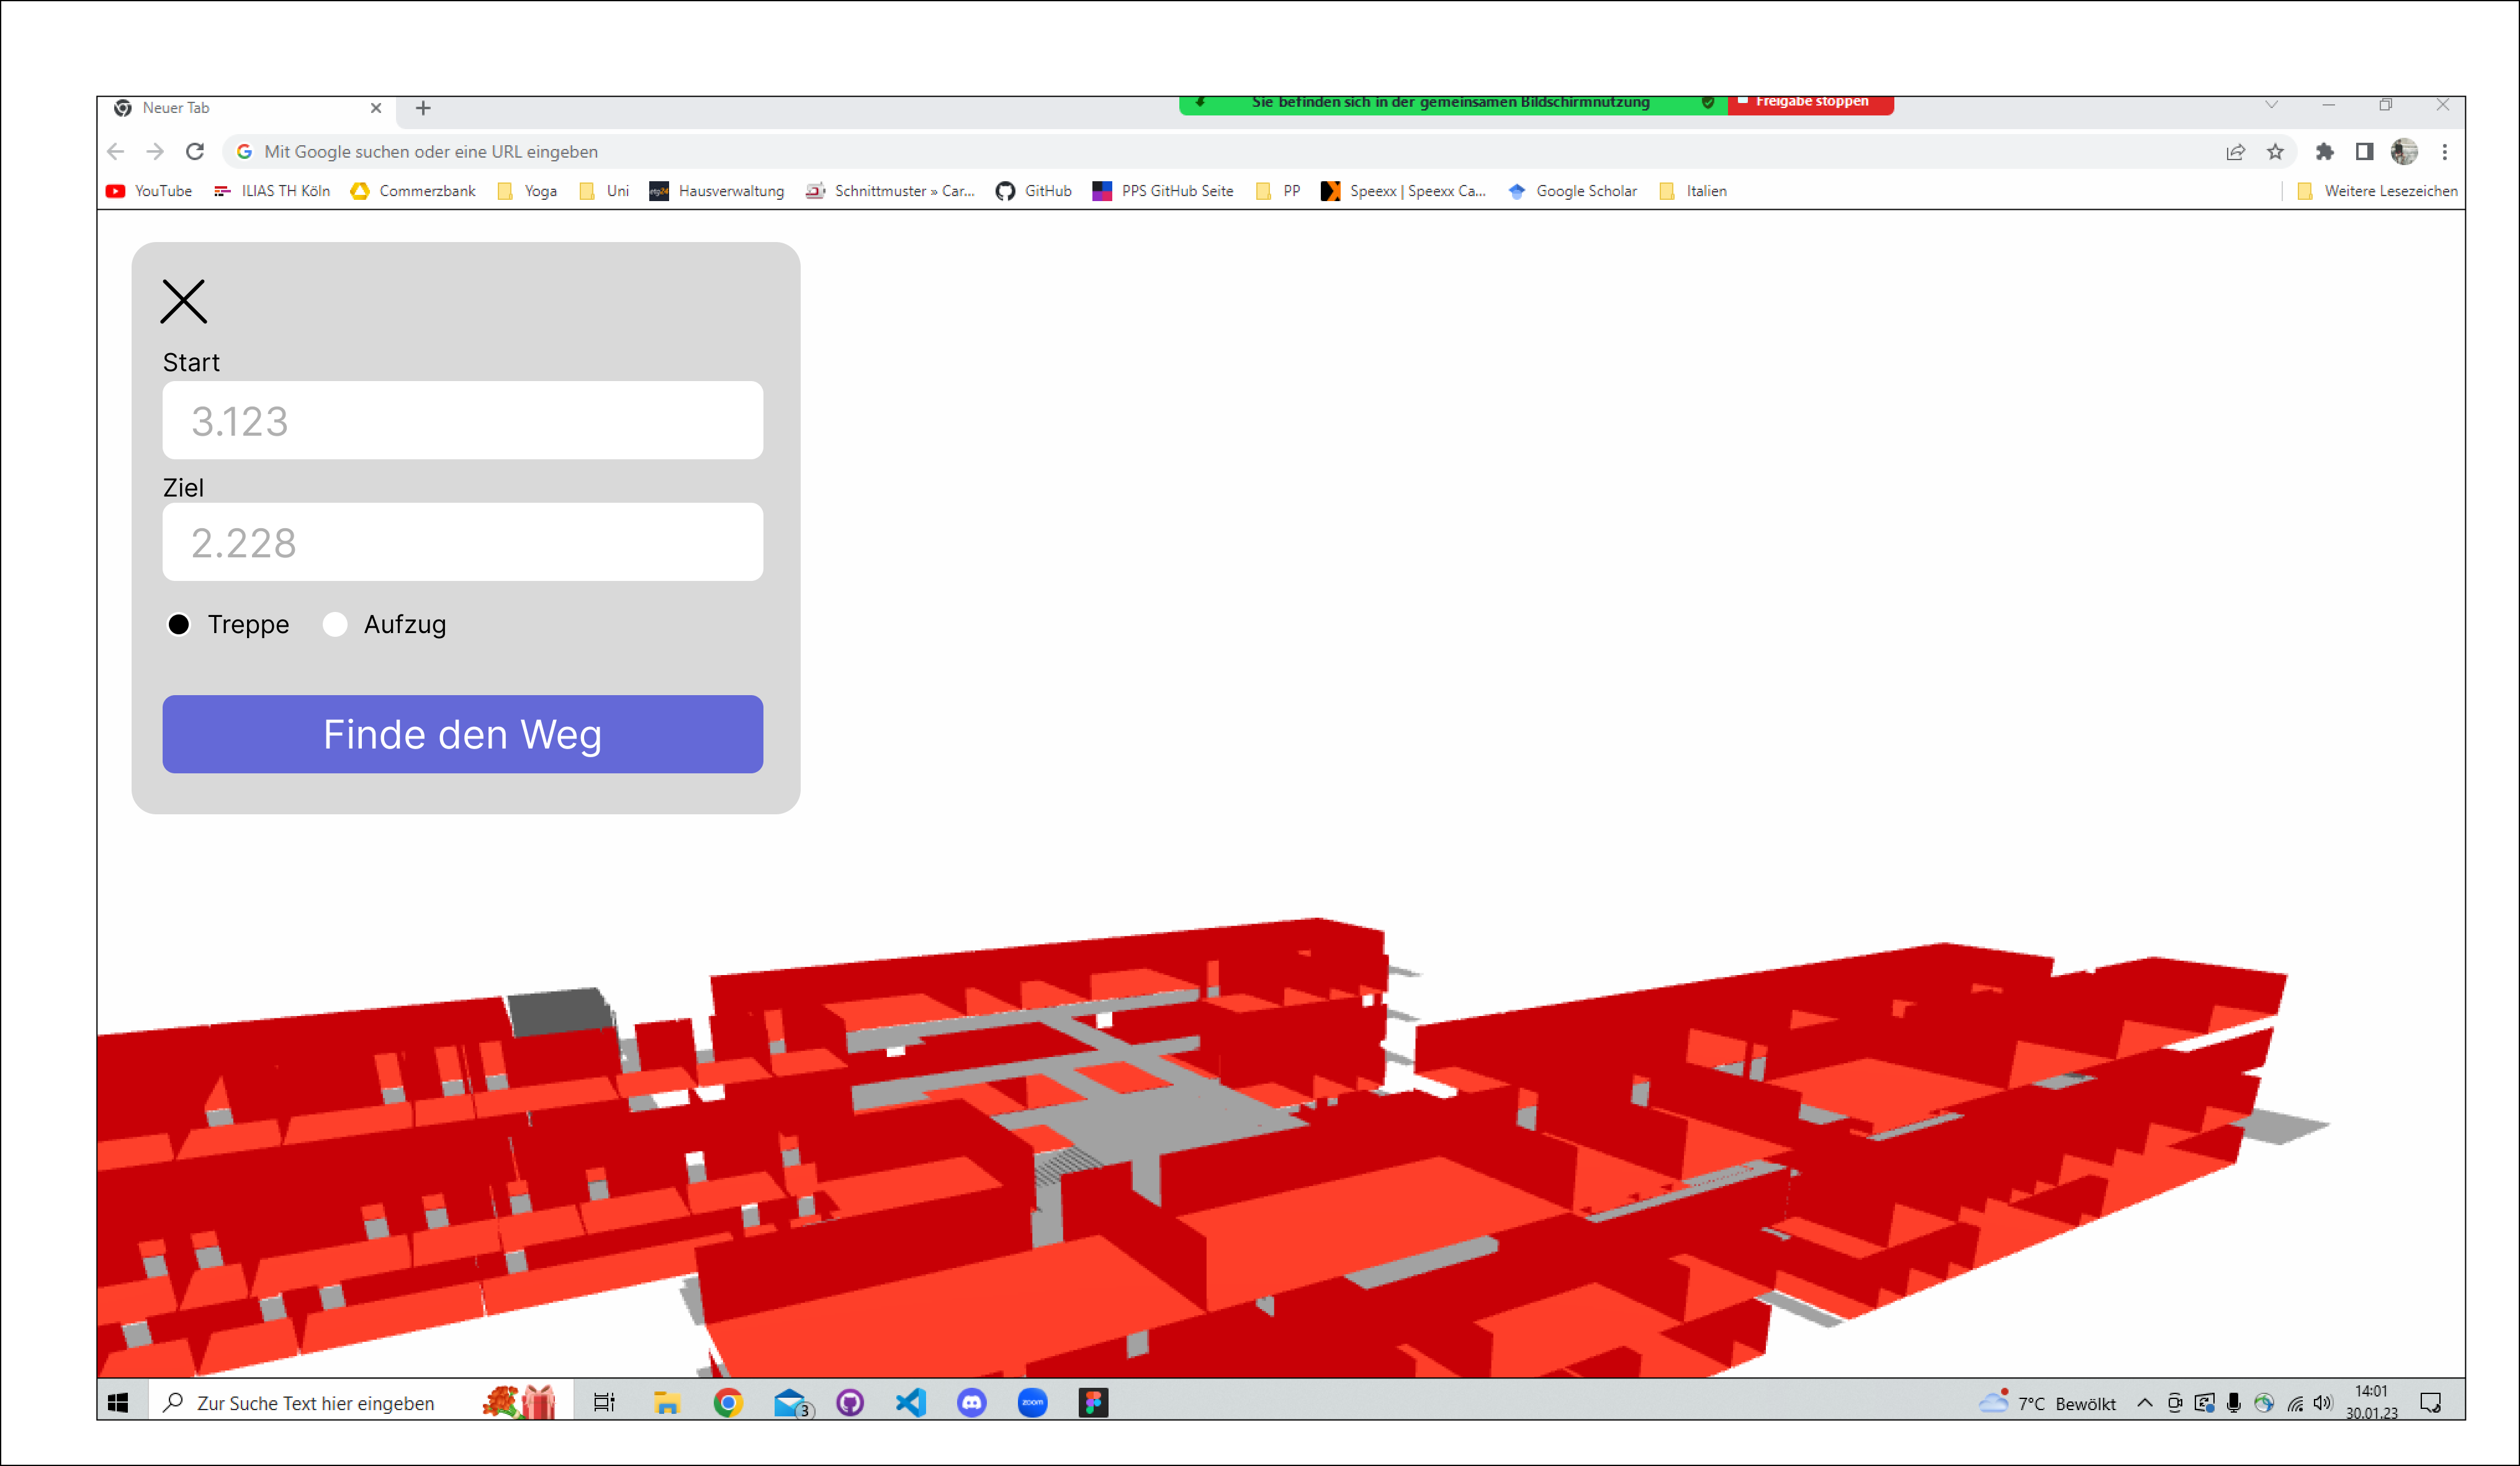 Neuer Tab
Sie befinden sich in der gemeinsamen Bildschirmnutzung
Freigabe stoppen
Mit Google suchen oder eine URL eingeben
YouTube
ILIAS TH Köln
Commerzbank
Yoga
Uni
etp24
Hausverwaltung
Schnittmuster » Car...
GitHub
PPS GitHub Seite
PP
Speexx | Speexx Ca...
Google Scholar
Italien
Weitere Lesezeichen
Start
3.123
Ziel
2.228
Treppe
Aufzug
Finde den Weg
Zur Suche Text hier eingeben
3
zoom
7°C Bewölkt
14:01
30.01.23